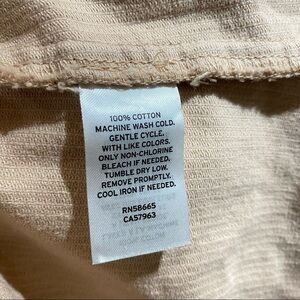 100% COTTON
MACHINE WASH COLD.
GENTLE CYCLE.
WITH LIKE COLORS.
ONLY NON-CHLORINE
BLEACH IF NEEDED.
TUMBLE DRY LOW.
REMOVE PROMPTLY.
COOL IRON IF NEEDED.
RN58665
CA57963